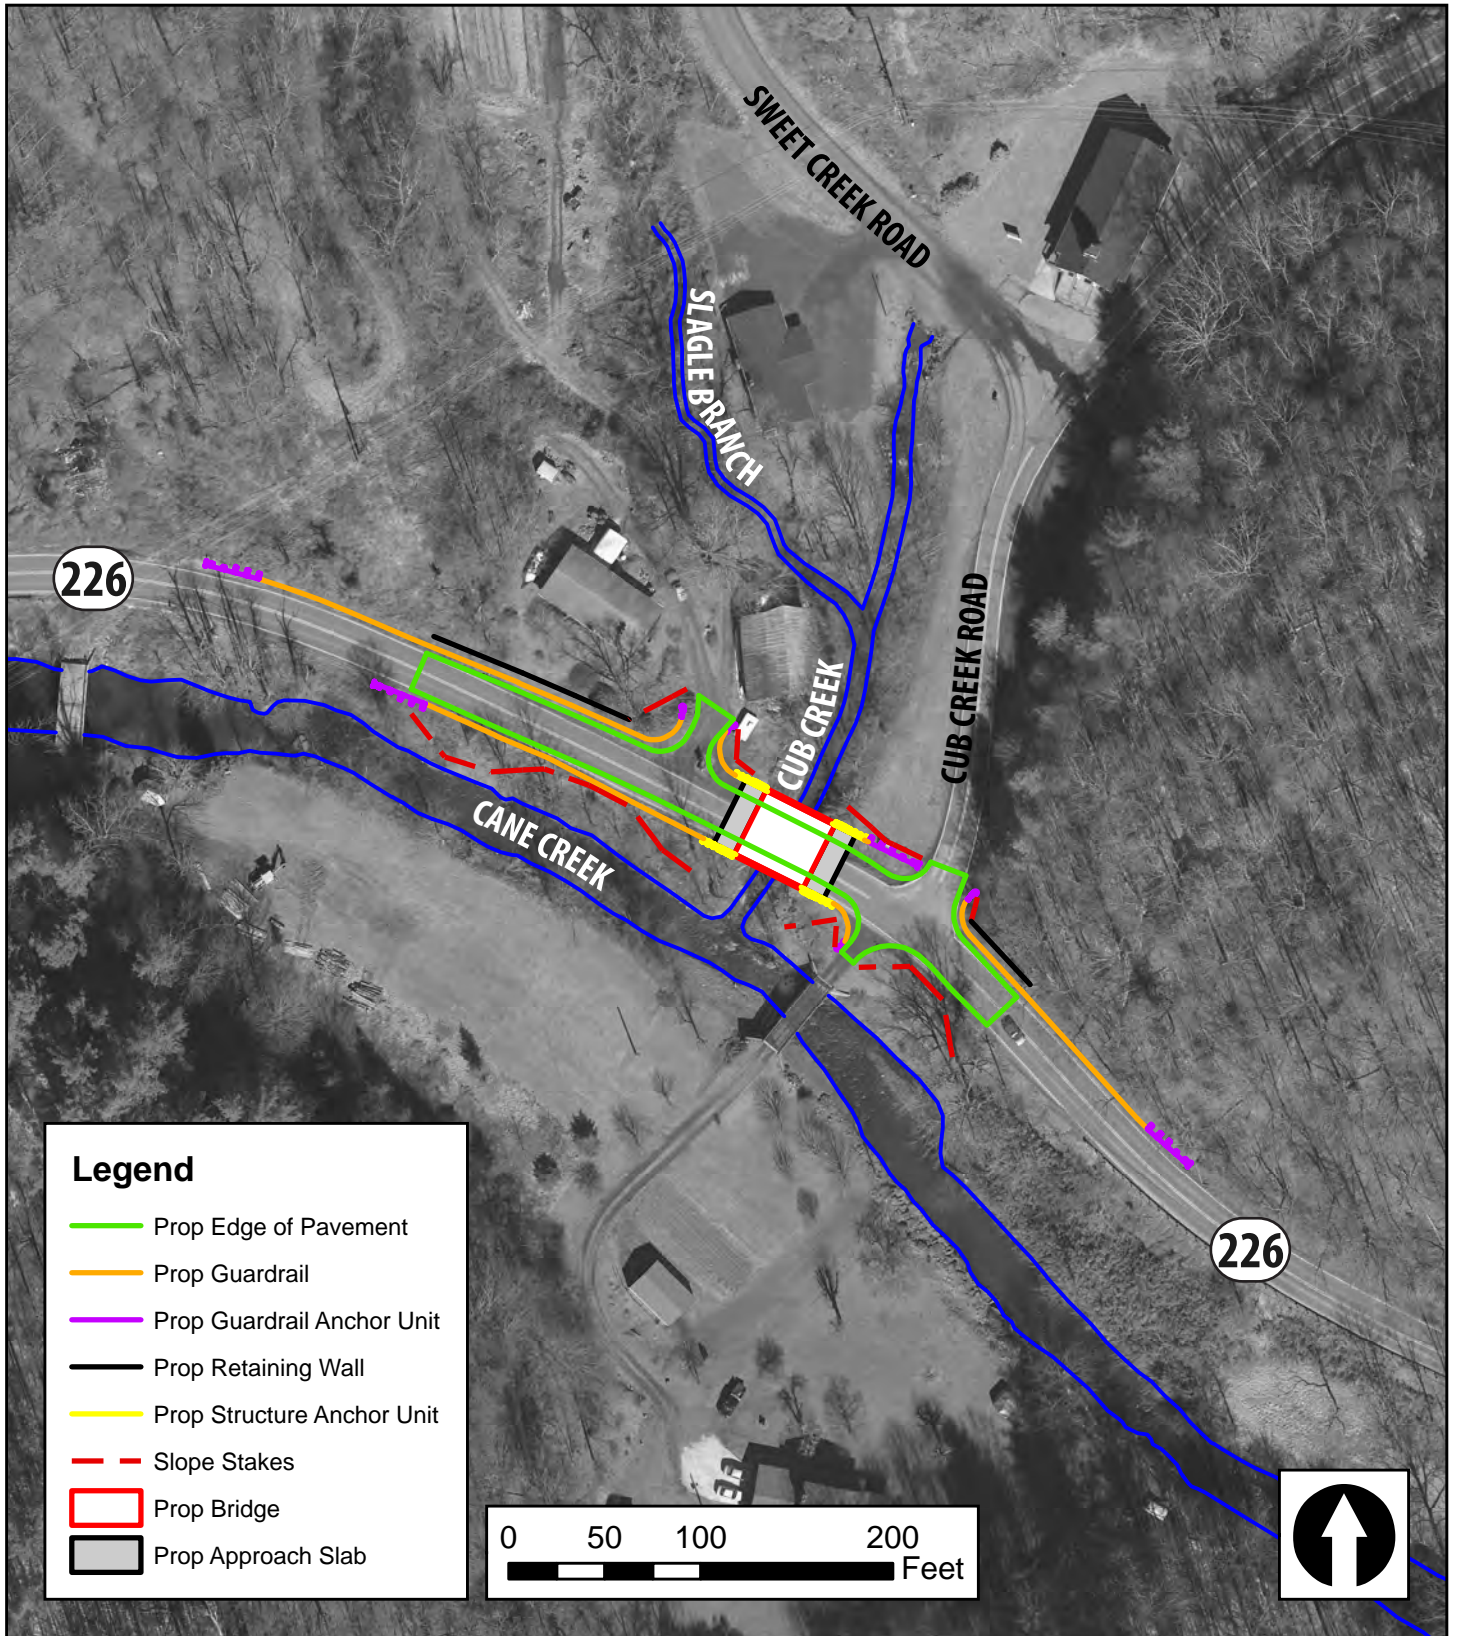 SWEET CREEK ROAD
SLAGLE BRANCH
226
CUB CREEK ROAD
CUB CREEK
CANE CREEK
226
Legend
Prop Edge of Pavement
Prop Guardrail
Prop Guardrail Anchor Unit
Prop Retaining Wall
Prop Structure Anchor Unit
Slope Stakes
Prop Bridge
Prop Approach Slab
0 50 100 200
Feet